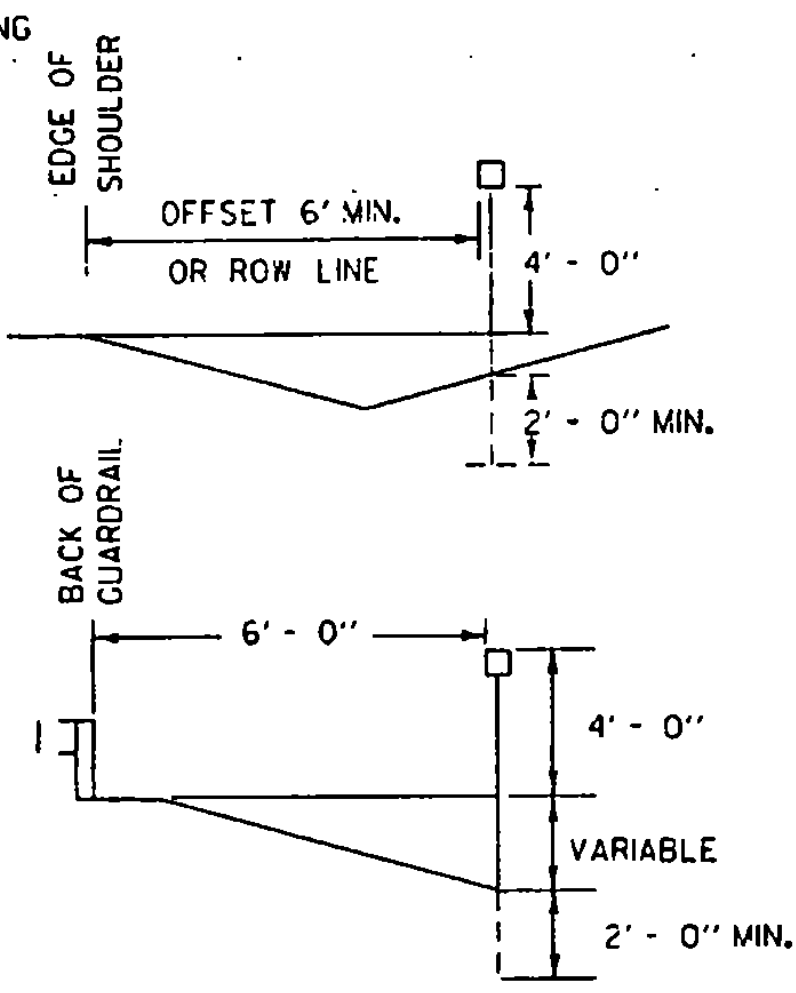 NG
EDGE OF
SHOULDER
OFFSET 6' MIN.
OR ROW LINE
4' - 0"
2' - 0" MIN.
BACK OF
GUARDRAIL
6' - 0"
4' - 0"
VARIABLE
2' - 0" MIN.